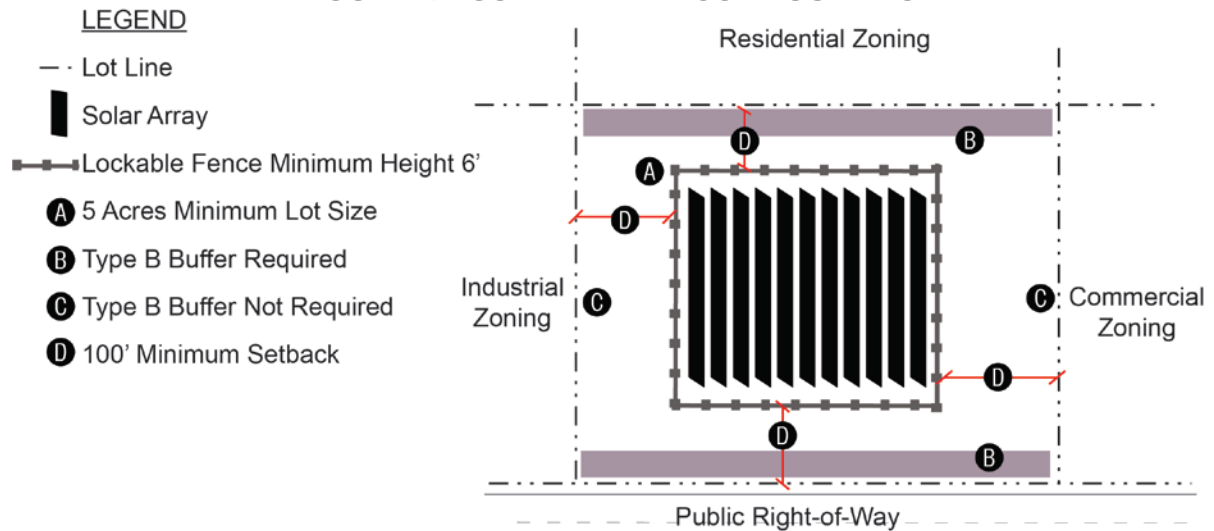 LEGEND
Lot Line
Solar Array
Lockable Fence Minimum Height 6'
A 5 Acres Minimum Lot Size
B Type B Buffer Required
C Type B Buffer Not Required
D 100' Minimum Setback
Residential Zoning
D
B
A
D
Industrial
Zoning
C
C
Commercial
Zoning
D
D
B
Public Right-of-Way